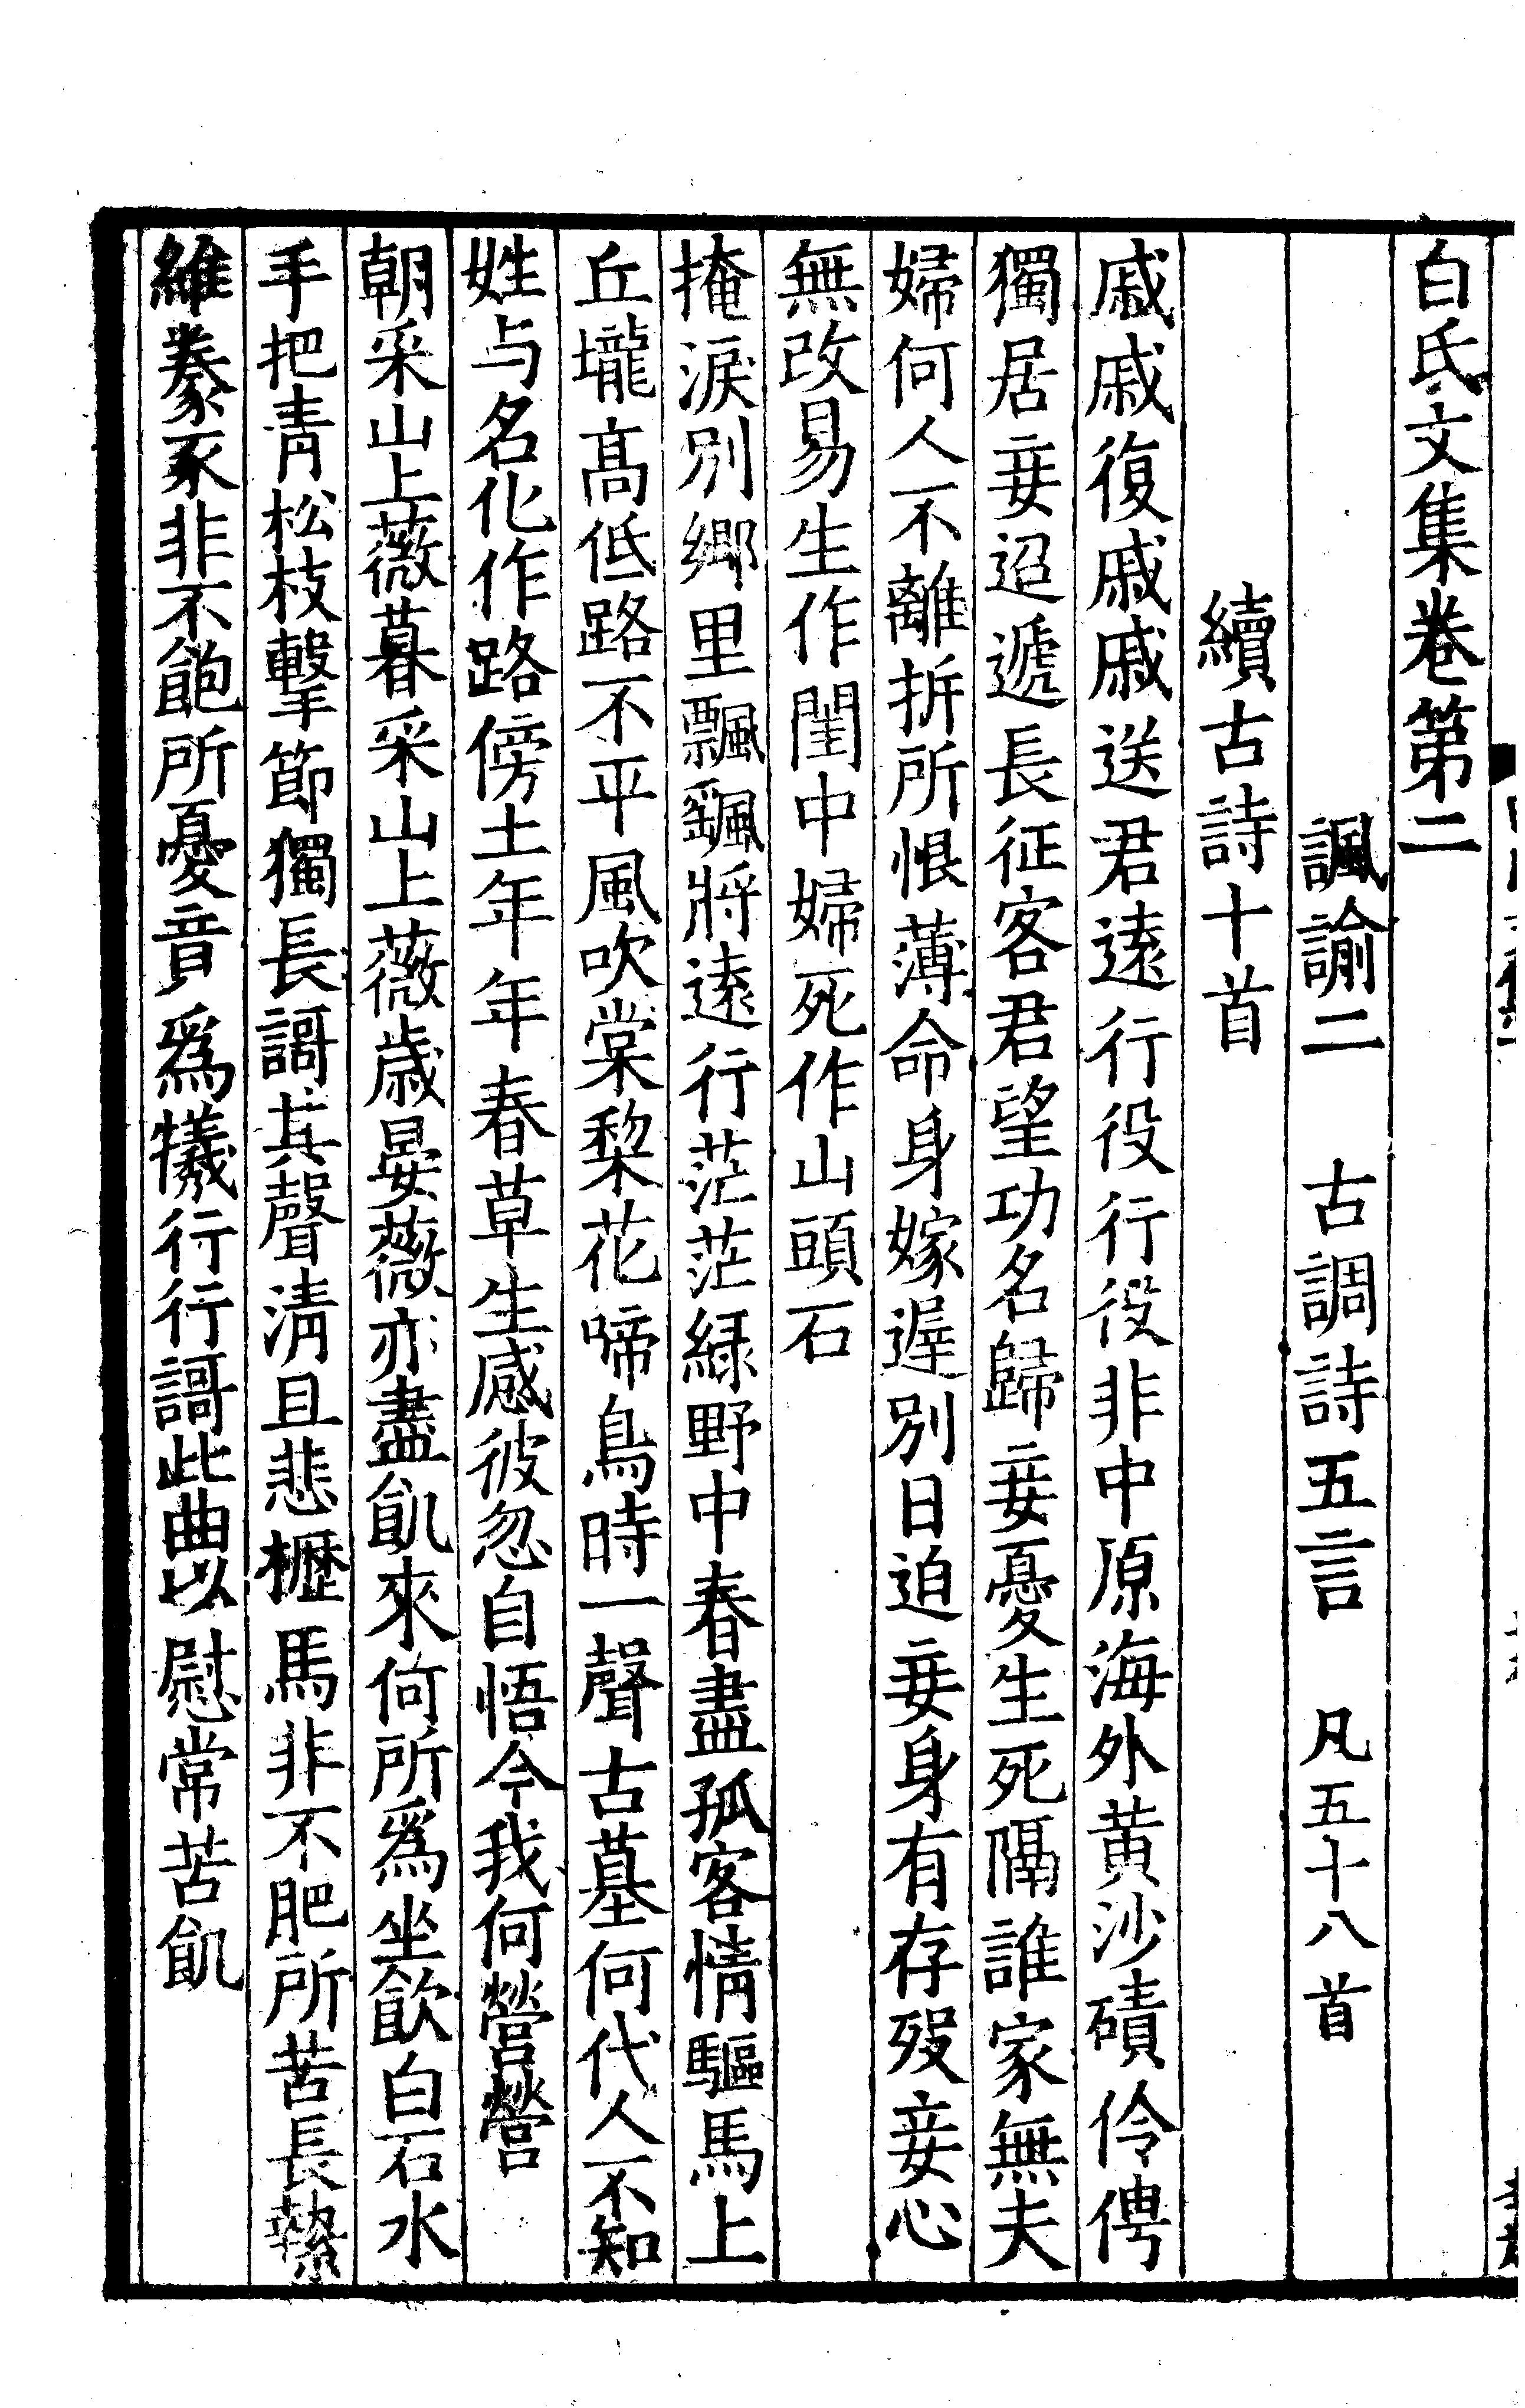 白氏文集卷第二
諷諭二 古調詩五言 凡五十八首
續古詩十首
戚戚復戚戚送君遠行役行役非中原海外黃沙磧伶俜
獨居妾迢遞長征客君望功名歸妾憂生死隔誰家無夫
婦何人不離拆所恨薄命身嫁遟別日迫妾身有存歿妾心
無改易生作閨中婦死作山頭石
掩淚別鄉里飄颻將遠行茫茫緑野中春盡孤客情驅馬上
丘壠髙低路不平風吹棠棃花啼鳥時一聲古墓何代人不知
姓与名化作路傍土年年春草生感彼忽自悟今我何營營
朝采山上薇暮采山上薇歲晏薇亦盡飢來何所爲坐飲白石水
手把青松枝擊節獨長謌其聲清且悲櫪馬非不肥所苦長縶
維豢豕非不飽所憂竟爲犧行行謌此曲以慰常苦飢